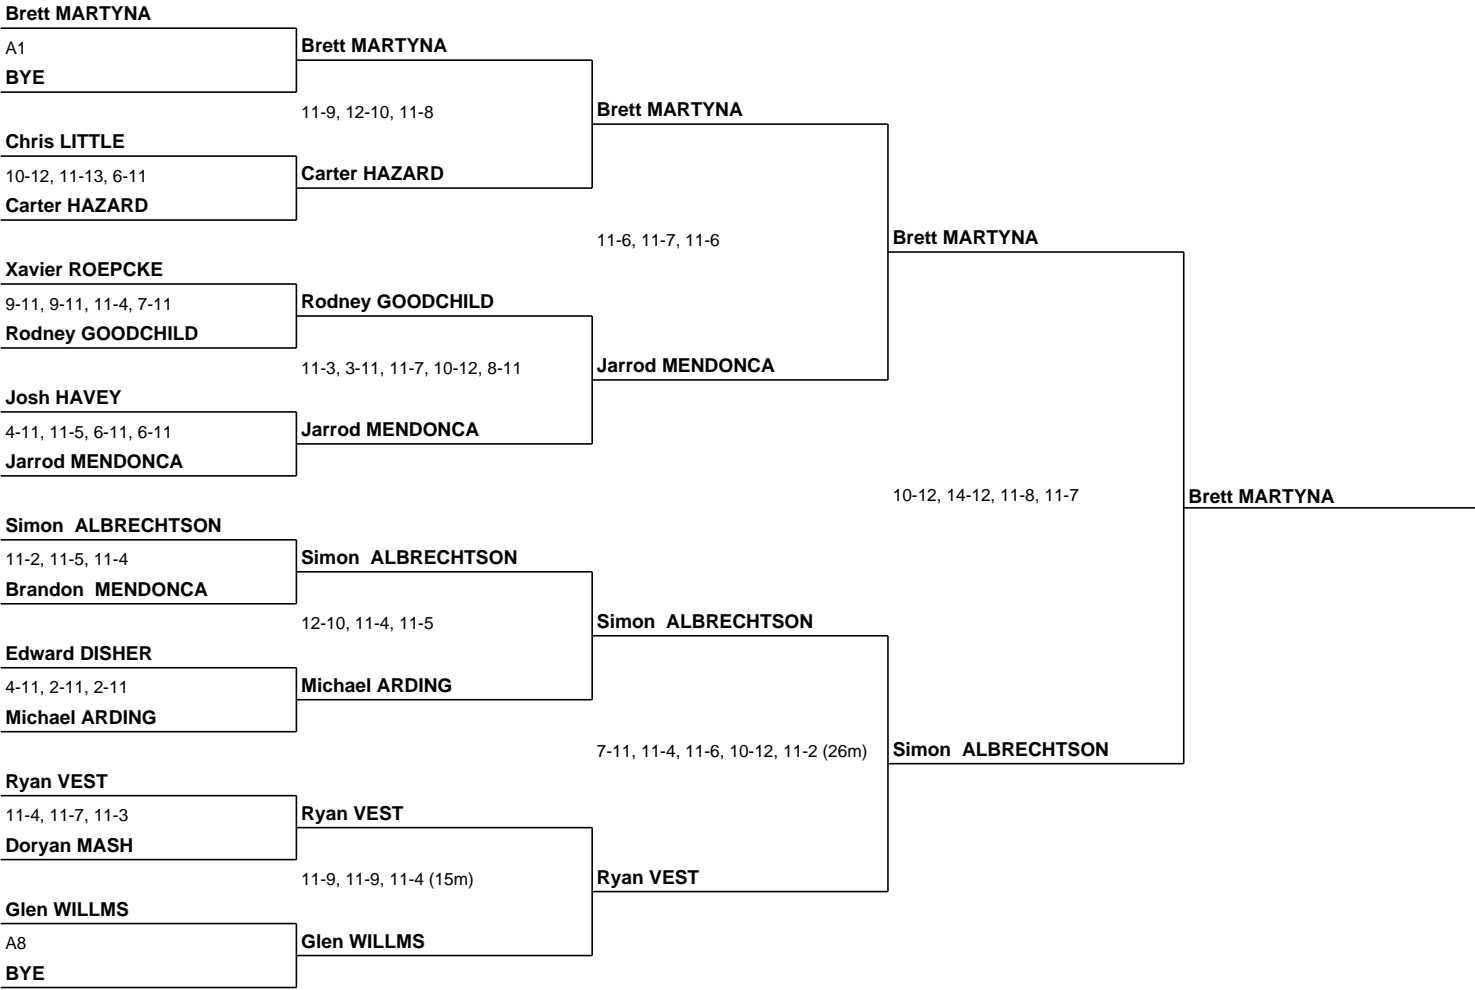 Brett MARTYNA
A1
BYE
Chris LITTLE
10-12, 11-13, 6-11
Carter HAZARD
Xavier ROEPCKE
9-11, 9-11, 11-4, 7-11
Rodney GOODCHILD
Josh HAVEY
4-11, 11-5, 6-11, 6-11
Jarrod MENDONCA
Simon  ALBRECHTSON
11-2, 11-5, 11-4
Brandon  MENDONCA
Edward DISHER
4-11, 2-11, 2-11
Michael ARDING
Ryan VEST
11-4, 11-7, 11-3
Doryan MASH
Glen WILLMS
A8
BYE
Brett MARTYNA
11-9, 12-10, 11-8
Carter HAZARD
Rodney GOODCHILD
11-3, 3-11, 11-7, 10-12, 8-11
Jarrod MENDONCA
Simon  ALBRECHTSON
12-10, 11-4, 11-5
Michael ARDING
Ryan VEST
11-9, 11-9, 11-4 (15m)
Glen WILLMS
Brett MARTYNA
11-6, 11-7, 11-6
Jarrod MENDONCA
Simon  ALBRECHTSON
7-11, 11-4, 11-6, 10-12, 11-2 (26m)
Ryan VEST
Brett MARTYNA
10-12, 14-12, 11-8, 11-7
Simon  ALBRECHTSON
Brett MARTYNA